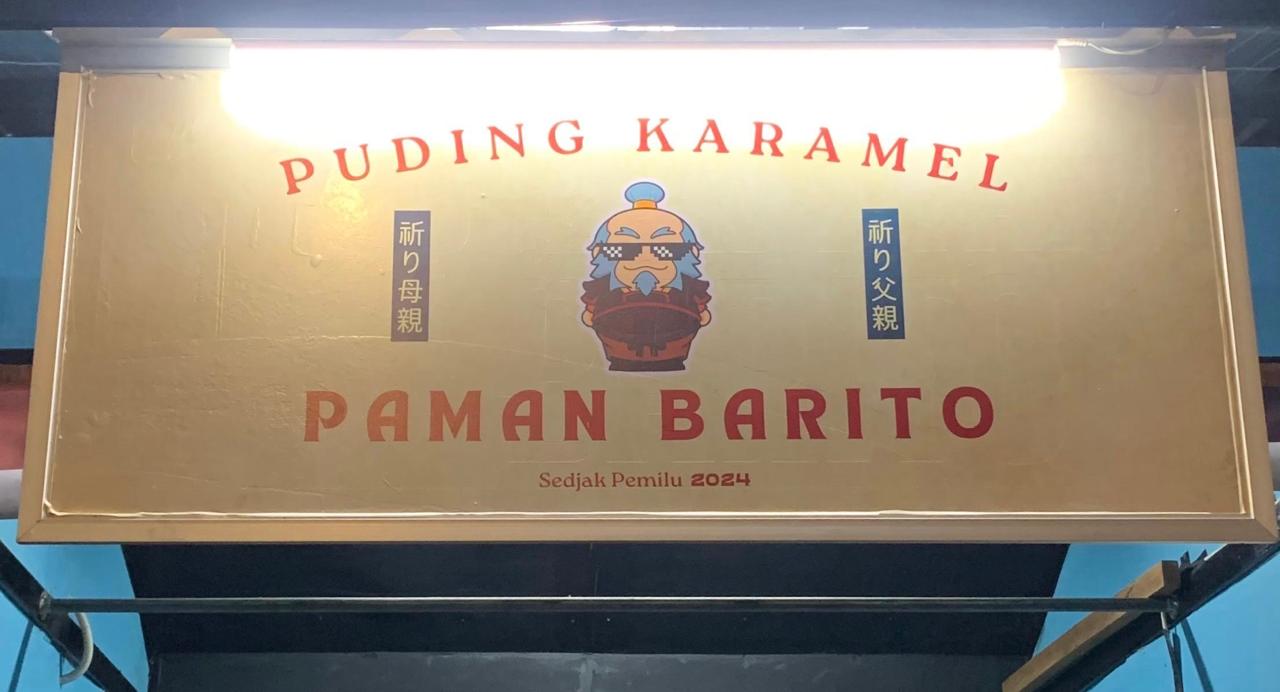 PUDING KARAMEL
祈り母親
祈り父親
PAMAN BARITO
Sedjak Pemilu 2024